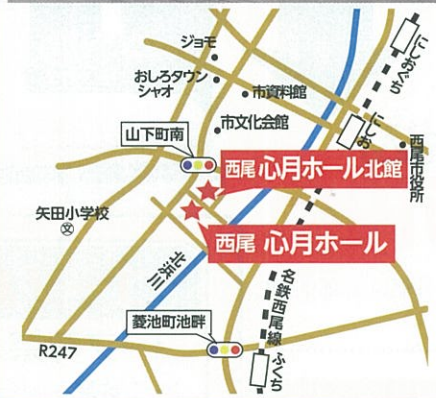 ジョモ
おしろタウン
シャオ
市資料館
市文化会館
山下町南
にしおぐち
にしお
西尾市役所
西尾 心月ホール北館
西尾 心月ホール
矢田小学校
文
北浜川
名鉄西尾線
菱池町池畔
ふくち
R247